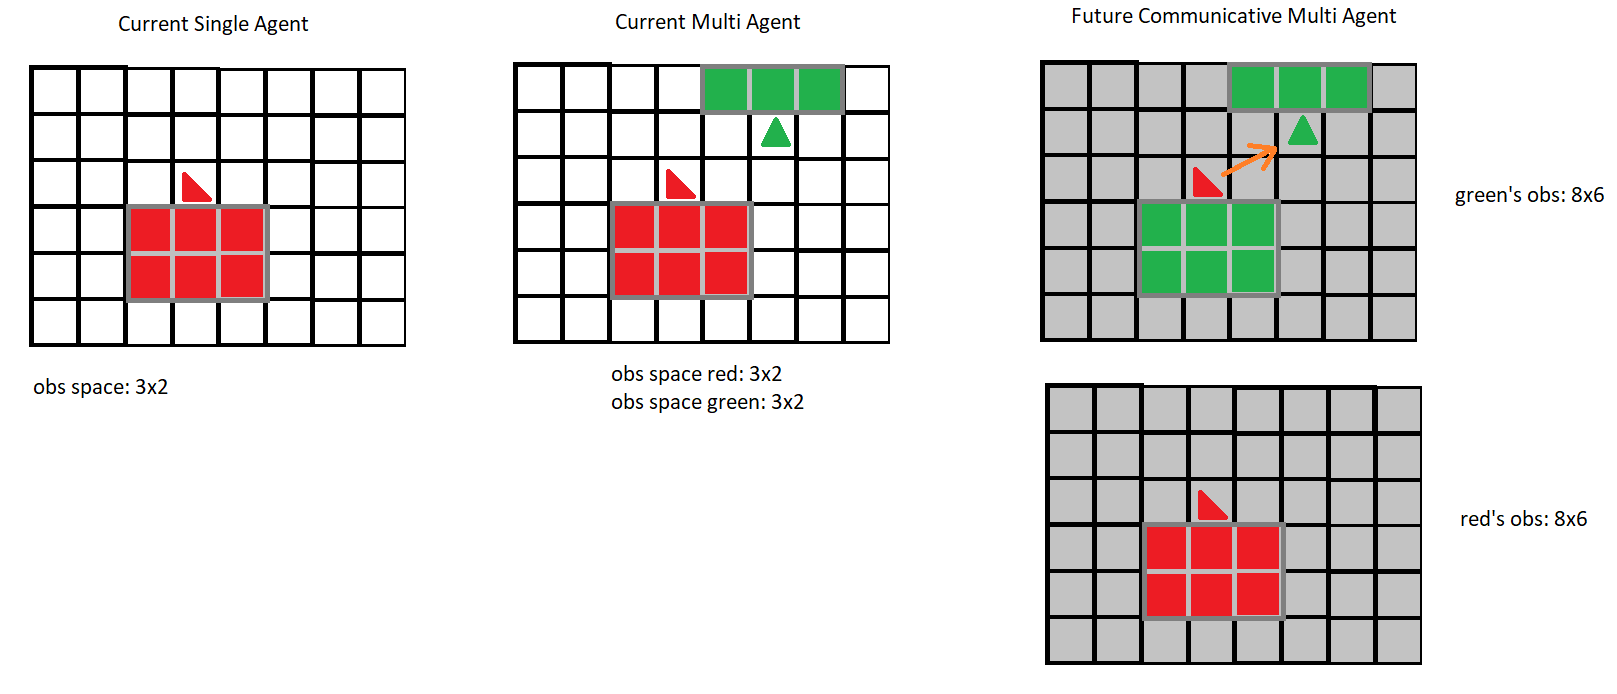 Current Single Agent
Current Multi Agent
Future Communicative Multi Agent
green's obs: 8x6
obs space: 3x2
obs space red: 3x2
obs space green: 3x2
red's obs: 8x6